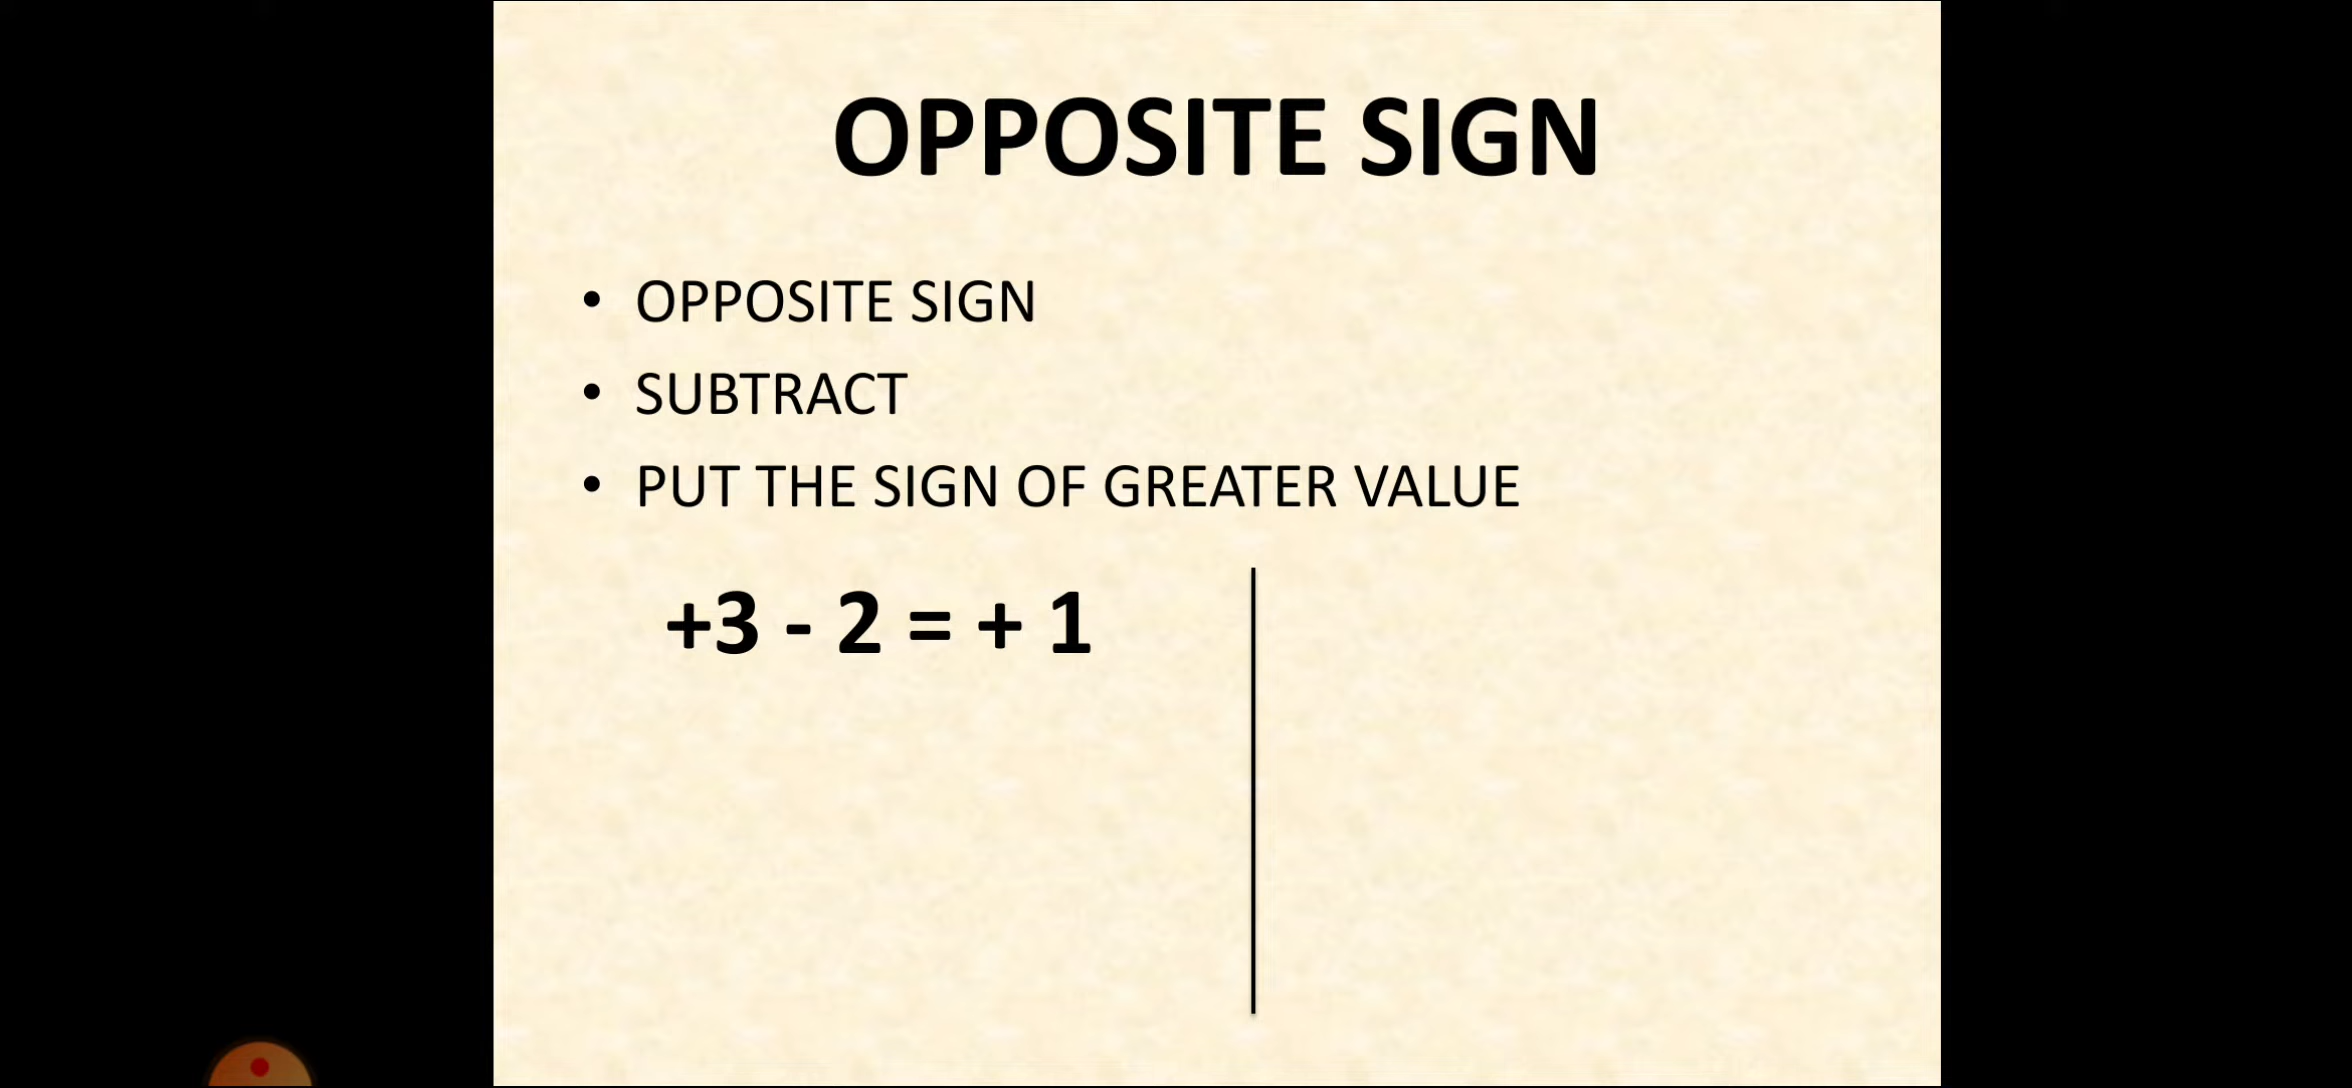 OPPOSITE SIGN
• OPPOSITE SIGN
• SUBTRACT
• PUT THE SIGN OF GREATER VALUE
+3 - 2 = + 1